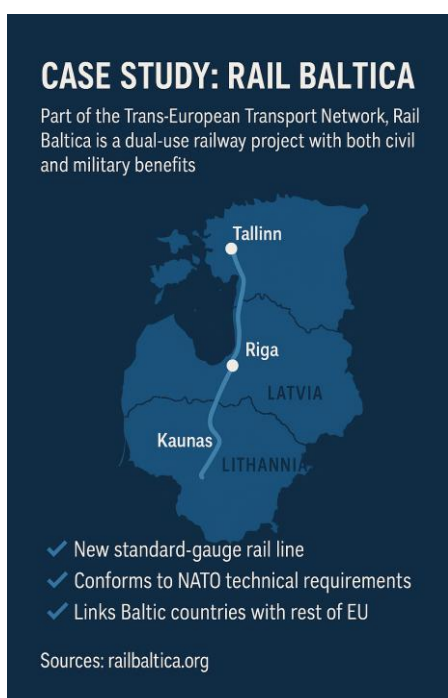 CASE STUDY: RAIL BALTICA
Part of the Trans-European Transport Network, Rail
Baltica is a dual-use railway project with both civil
and military benefits
Tallinn
Riga
LATVIA
Kaunas
LITHANNIA
✓ New standard-gauge rail line
✓ Conforms to NATO technical requirements
✓ Links Baltic countries with rest of EU
Sources: railbaltica.org